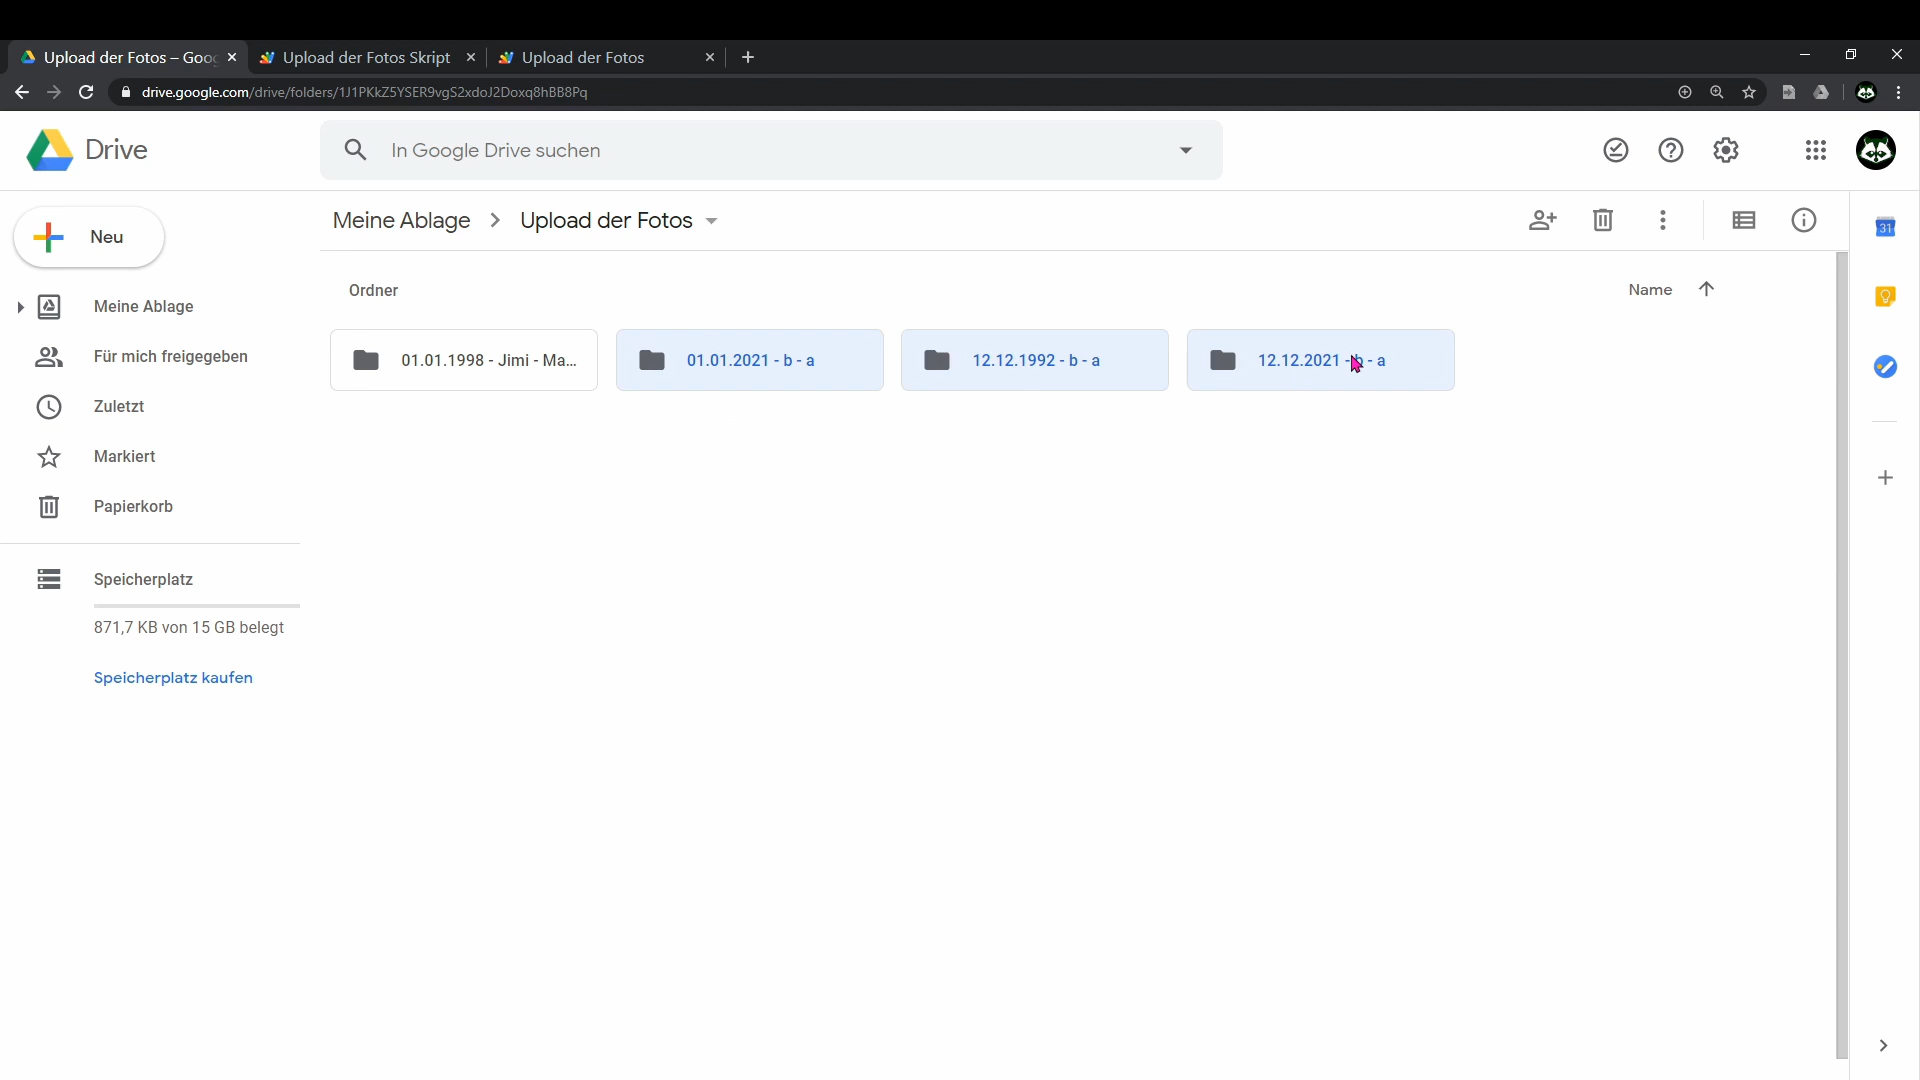 Upload der Fotos – Goo
Upload der Fotos Skript
Upload der Fotos
drive.google.com/drive/folders/1J1PKkZ5YSER9vgS2xdoJ2Doxq8hBB8Pq
Drive
In Google Drive suchen
Neu
Meine Ablage
Upload der Fotos
Meine Ablage
Für mich freigegeben
Zuletzt
Markiert
Papierkorb
Speicherplatz
871,7 KB von 15 GB belegt
Speicherplatz kaufen
Ordner
Name
01.01.1998 - Jimi - Ma...
01.01.2021 - b - a
12.12.1992 - b - a
12.12.2021 - b - a
31